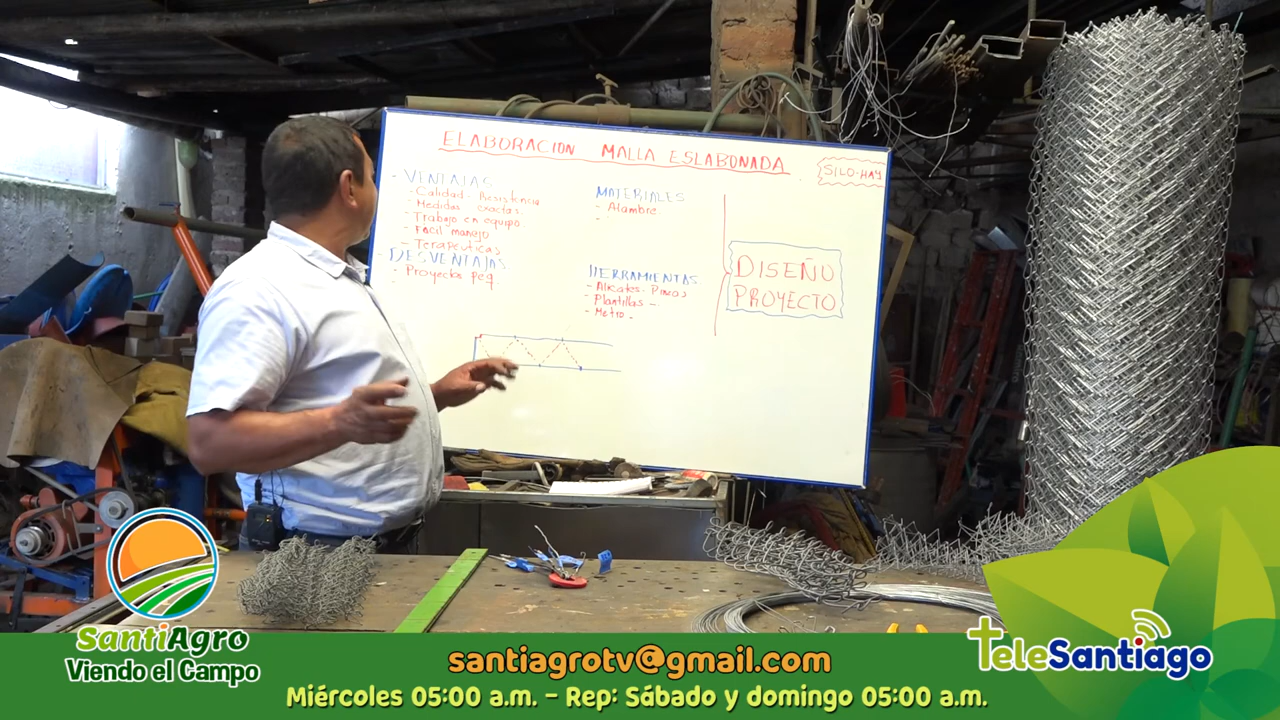 ELABORACION MALLA ESLABONADA
SILO-HAY
- VENTAJAS
- Calidad - Resistencia
- Medidas exactas.
- Trabajo en equipo.
- Facil manejo
- Terapeuticas
- DESVENTAJAS
- Proyectos peq.
-
MATERIALES
- Alambre
-
HERRAMIENTAS
- Alicates - Pinzas
- Plantillas -
- Metro -
DISEÑO
PROYECTO
SantiAgro
Viendo el Campo
santiagrotv@gmail.com
Miércoles 05:00 a.m. - Rep: Sábado y domingo 05:00 a.m.
TeleSantiago